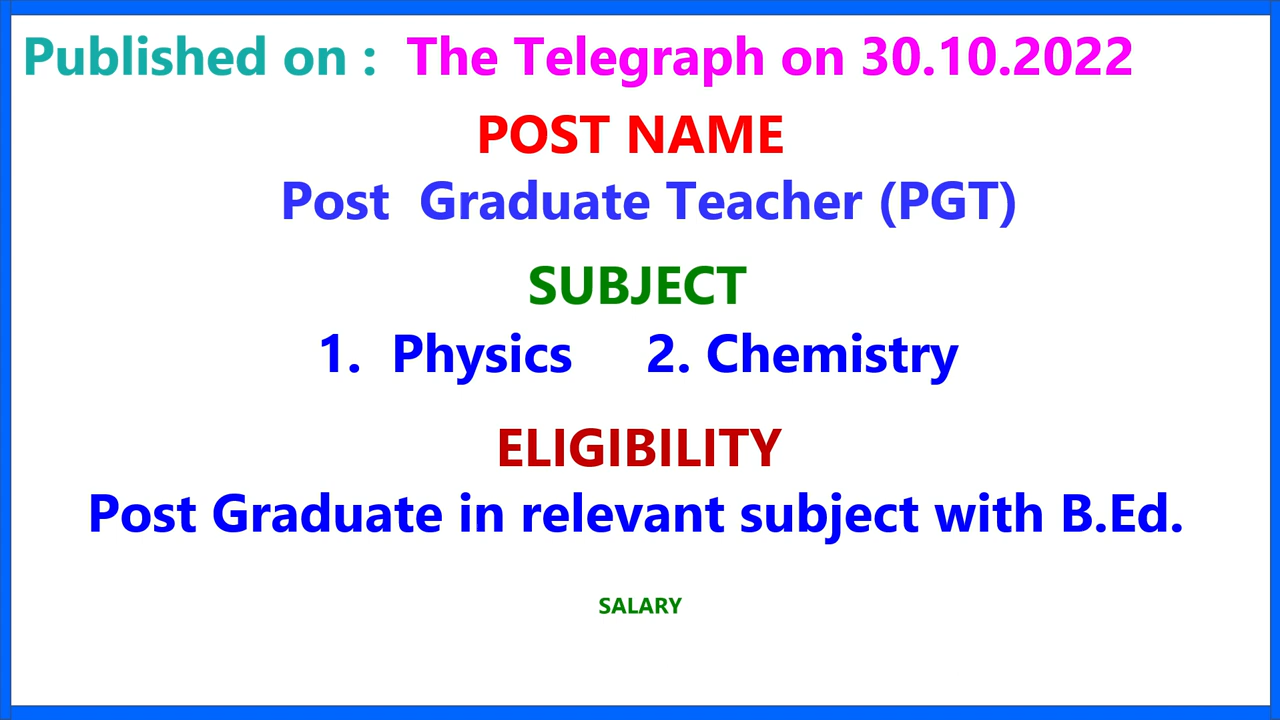 Published on : The Telegraph on 30.10.2022
POST NAME
Post Graduate Teacher (PGT)
SUBJECT
1. Physics 2. Chemistry
ELIGIBILITY
Post Graduate in relevant subject with B.Ed.
SALARY